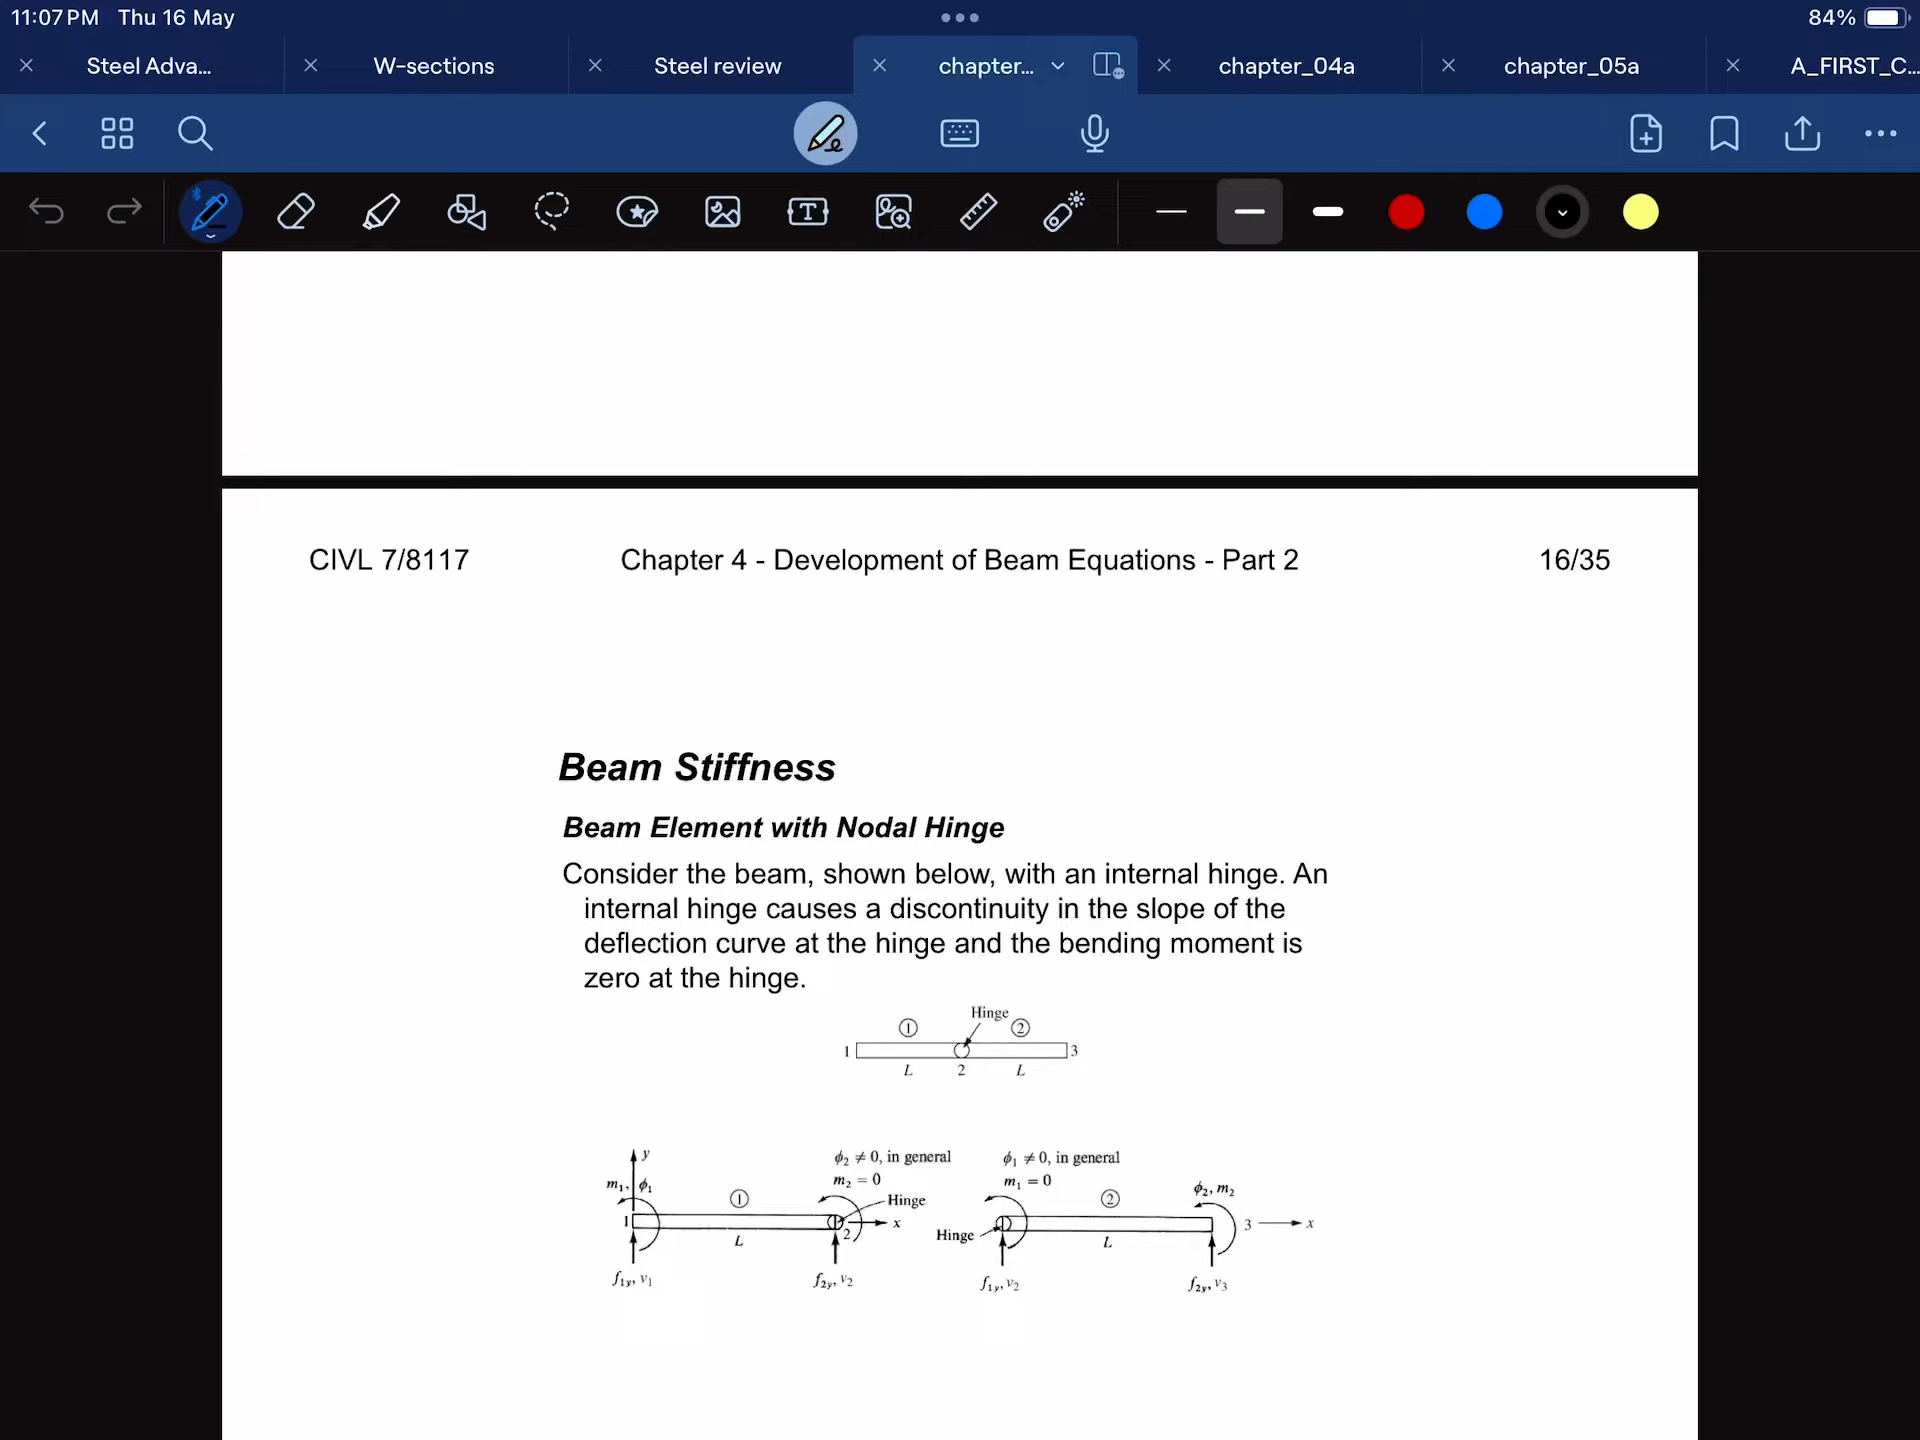 11:07 PM Thu 16 May 84%
Steel Adva... W-sections Steel review chapter... chapter_04a chapter_05a A_FIRST_C...
CIVL 7/8117 Chapter 4 - Development of Beam Equations - Part 2 16/35
Beam Stiffness
Beam Element with Nodal Hinge
Consider the beam, shown below, with an internal hinge. An
internal hinge causes a discontinuity in the slope of the
deflection curve at the hinge and the bending moment is
zero at the hinge.
Hinge
① ②
1 3
L 2 L
y ϕ₂ ≠ 0, in general ϕ₁ ≠ 0, in general
m₁, ϕ₁ m₂ = 0 m₁ = 0 ϕ₂, m₂
① Hinge ②
1 2 x Hinge 3 x
L L
f₁y, v₁ f₂y, v₂ f₁y, v₂ f₂y, v₃